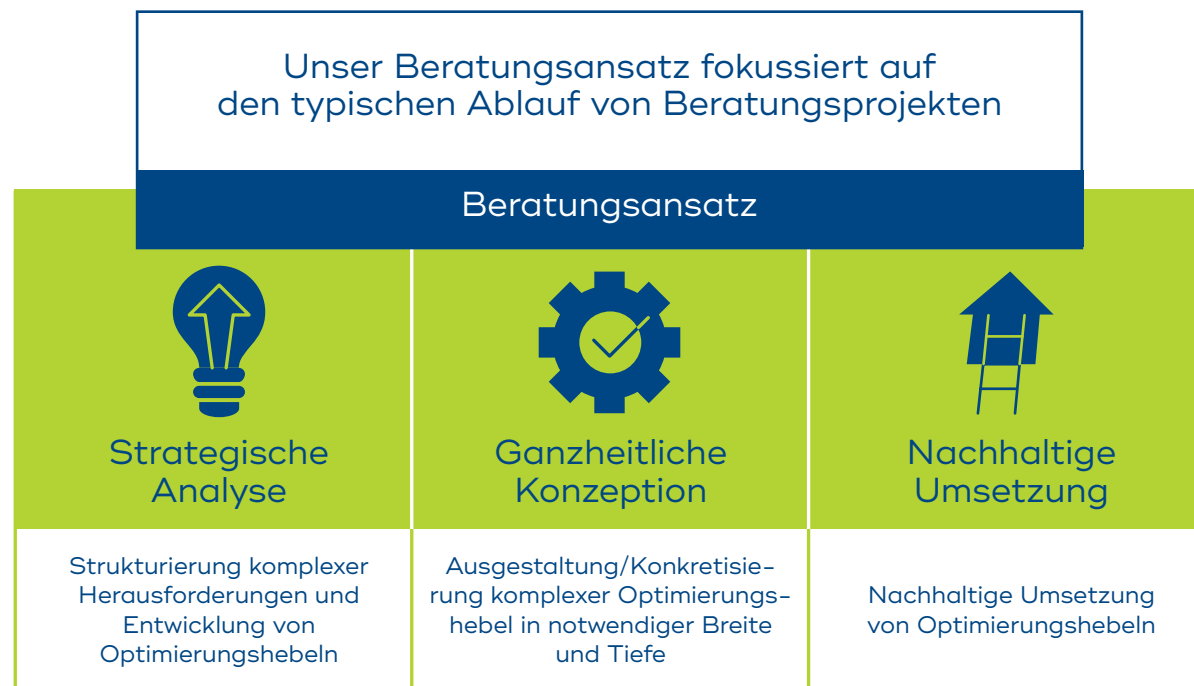 Unser Beratungsansatz fokussiert auf
den typischen Ablauf von Beratungsprojekten
Beratungsansatz
Strategische
Analyse
Strukturierung komplexer
Herausforderungen und
Entwicklung von
Optimierungshebeln
Ganzheitliche
Konzeption
Ausgestaltung/Konkretisie-
rung komplexer Optimierungs-
hebel in notwendiger Breite
und Tiefe
Nachhaltige
Umsetzung
Nachhaltige Umsetzung
von Optimierungshebeln